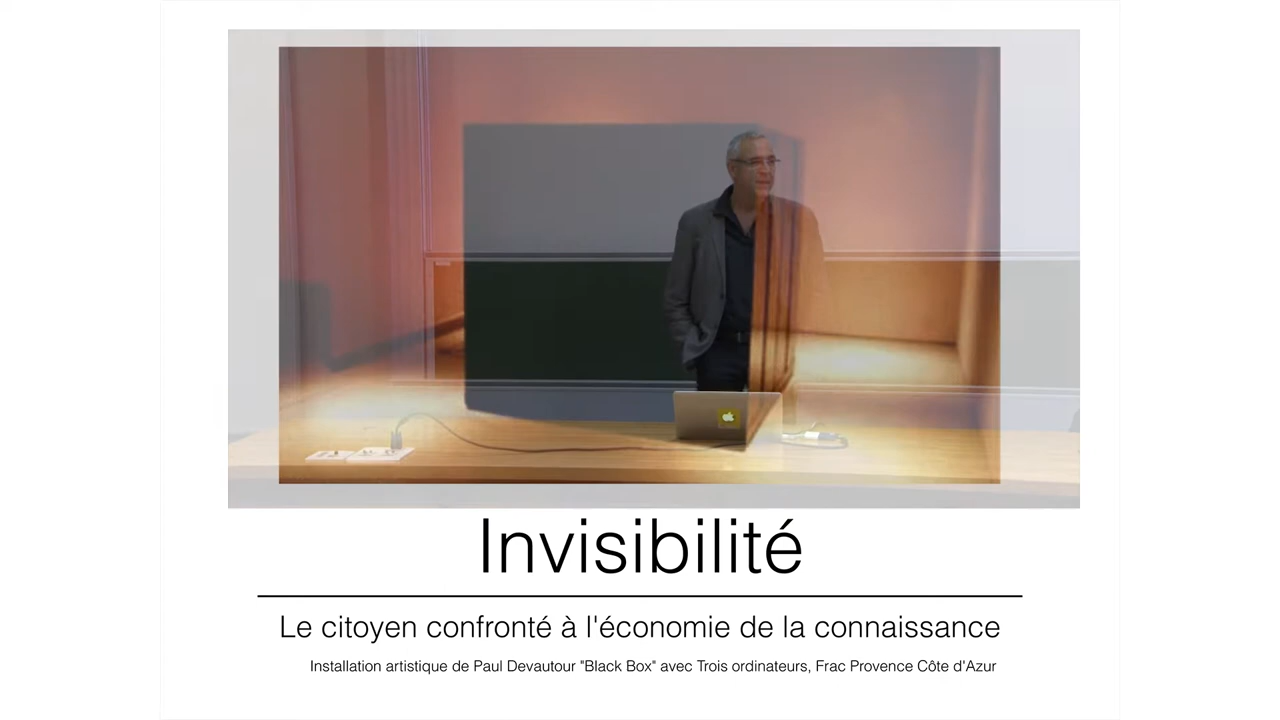 Invisibilité
Le citoyen confronté à l'économie de la connaissance
Installation artistique de Paul Devautour "Black Box" avec Trois ordinateurs, Frac Provence Côte d'Azur